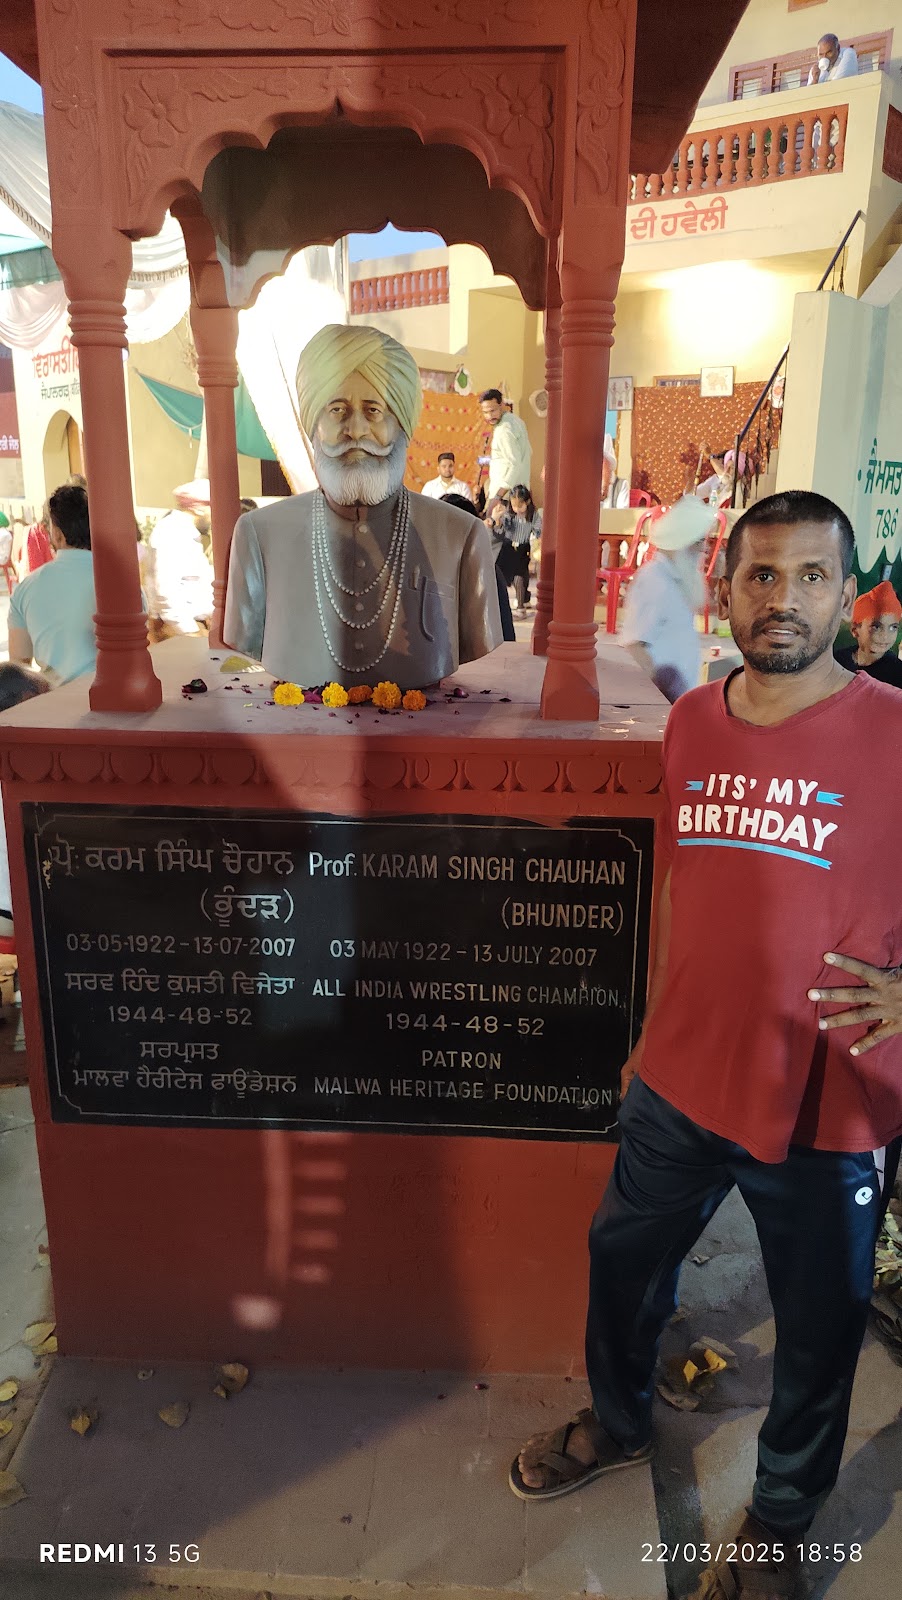 ਦੀ ਹਵੇਲੀ
786
ITS' MY
BIRTHDAY
ਪ੍ਰੋ: ਕਰਮ ਸਿੰਘ ਚੌਹਾਨ
(ਭੂੰਦੜ)
03-05-1922 - 13-07-2007
ਸਰਵ ਹਿੰਦ ਕੁਸ਼ਤੀ ਵਿਜੇਤਾ
1944-48-52
ਸਰਪ੍ਰਸਤ
ਮਾਲਵਾ ਹੈਰੀਟੇਜ ਫਾਊਂਡੇਸ਼ਨ
Prof. KARAM SINGH CHAUHAN
(BHUNDER)
03 MAY 1922 - 13 JULY 2007
ALL INDIA WRESTLING CHAMPION,
1944-48-52
PATRON
MALWA HERITAGE FOUNDATION
REDMI 13 5G
22/03/2025 18:58